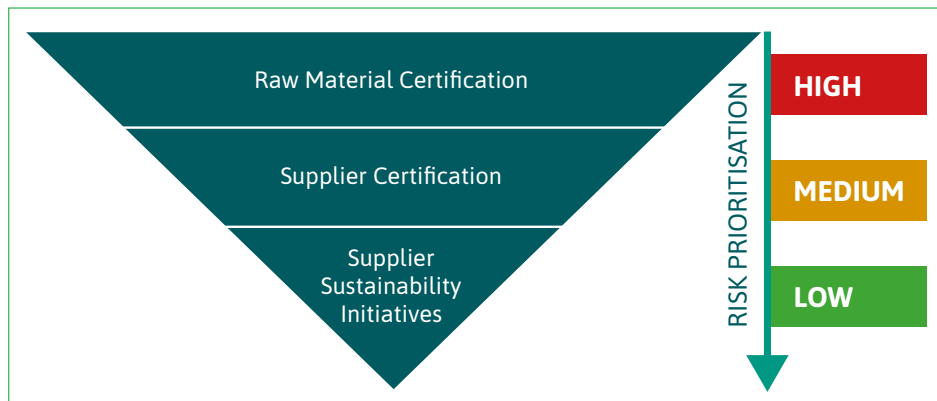 Raw Material Certification
Supplier Certification
Supplier
Sustainability
Initiatives
RISK PRIORITISATION
HIGH
MEDIUM
LOW